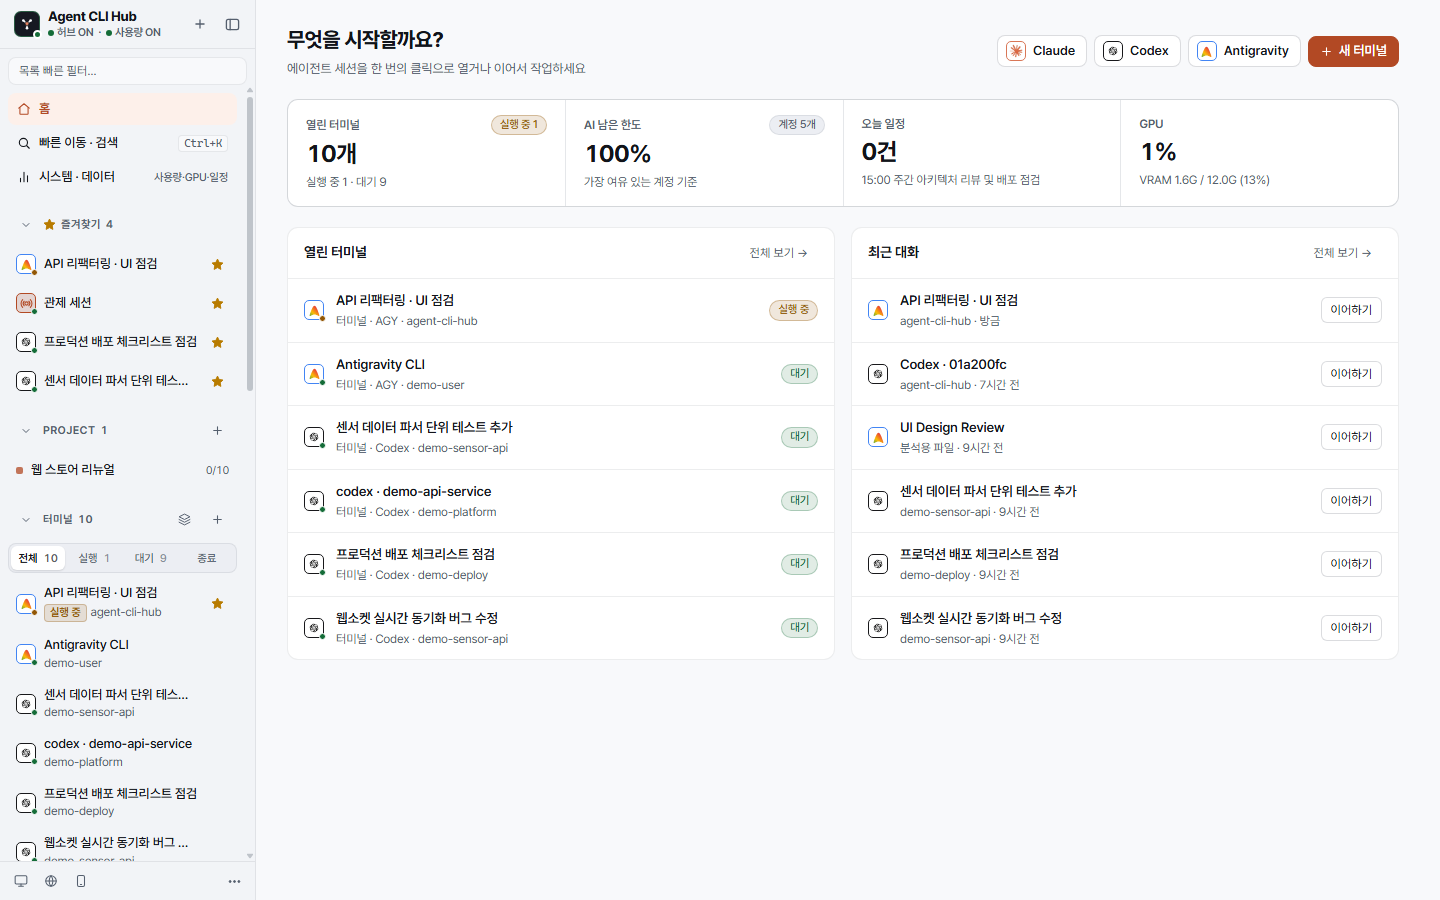 Agent CLI Hub
허브 ON · 사용량 ON
목록 빠른 필터...
홈
빠른 이동 · 검색 Ctrl+K
시스템 · 데이터 사용량·GPU·일정
즐겨찾기 4
API 리팩터링 · UI 점검
관제 세션
프로덕션 배포 체크리스트 점검
센서 데이터 파서 단위 테스...
PROJECT 1
웹 스토어 리뉴얼 0/10
터미널 10
전체 10 실행 1 대기 9 종료
API 리팩터링 · UI 점검
실행 중 agent-cli-hub
Antigravity CLI
demo-user
센서 데이터 파서 단위 테스...
demo-sensor-api
codex · demo-api-service
demo-platform
프로덕션 배포 체크리스트 점검
demo-deploy
웹소켓 실시간 동기화 버그 ...
demo-sensor-api
무엇을 시작할까요?
에이전트 세션을 한 번의 클릭으로 열거나 이어서 작업하세요
Claude
Codex
Antigravity
+ 새 터미널
열린 터미널 실행 중 1
10개
실행 중 1 · 대기 9
AI 남은 한도 계정 5개
100%
가장 여유 있는 계정 기준
오늘 일정
0건
15:00 주간 아키텍처 리뷰 및 배포 점검
GPU
1%
VRAM 1.6G / 12.0G (13%)
열린 터미널 전체 보기 →
API 리팩터링 · UI 점검
터미널 · AGY · agent-cli-hub
실행 중
Antigravity CLI
터미널 · AGY · demo-user
대기
센서 데이터 파서 단위 테스트 추가
터미널 · Codex · demo-sensor-api
대기
codex · demo-api-service
터미널 · Codex · demo-platform
대기
프로덕션 배포 체크리스트 점검
터미널 · Codex · demo-deploy
대기
웹소켓 실시간 동기화 버그 수정
터미널 · Codex · demo-sensor-api
대기
최근 대화 전체 보기 →
API 리팩터링 · UI 점검
agent-cli-hub · 방금
이어하기
Codex · 01a200fc
agent-cli-hub · 7시간 전
이어하기
UI Design Review
분석용 파일 · 9시간 전
이어하기
센서 데이터 파서 단위 테스트 추가
demo-sensor-api · 9시간 전
이어하기
프로덕션 배포 체크리스트 점검
demo-deploy · 9시간 전
이어하기
웹소켓 실시간 동기화 버그 수정
demo-sensor-api · 9시간 전
이어하기